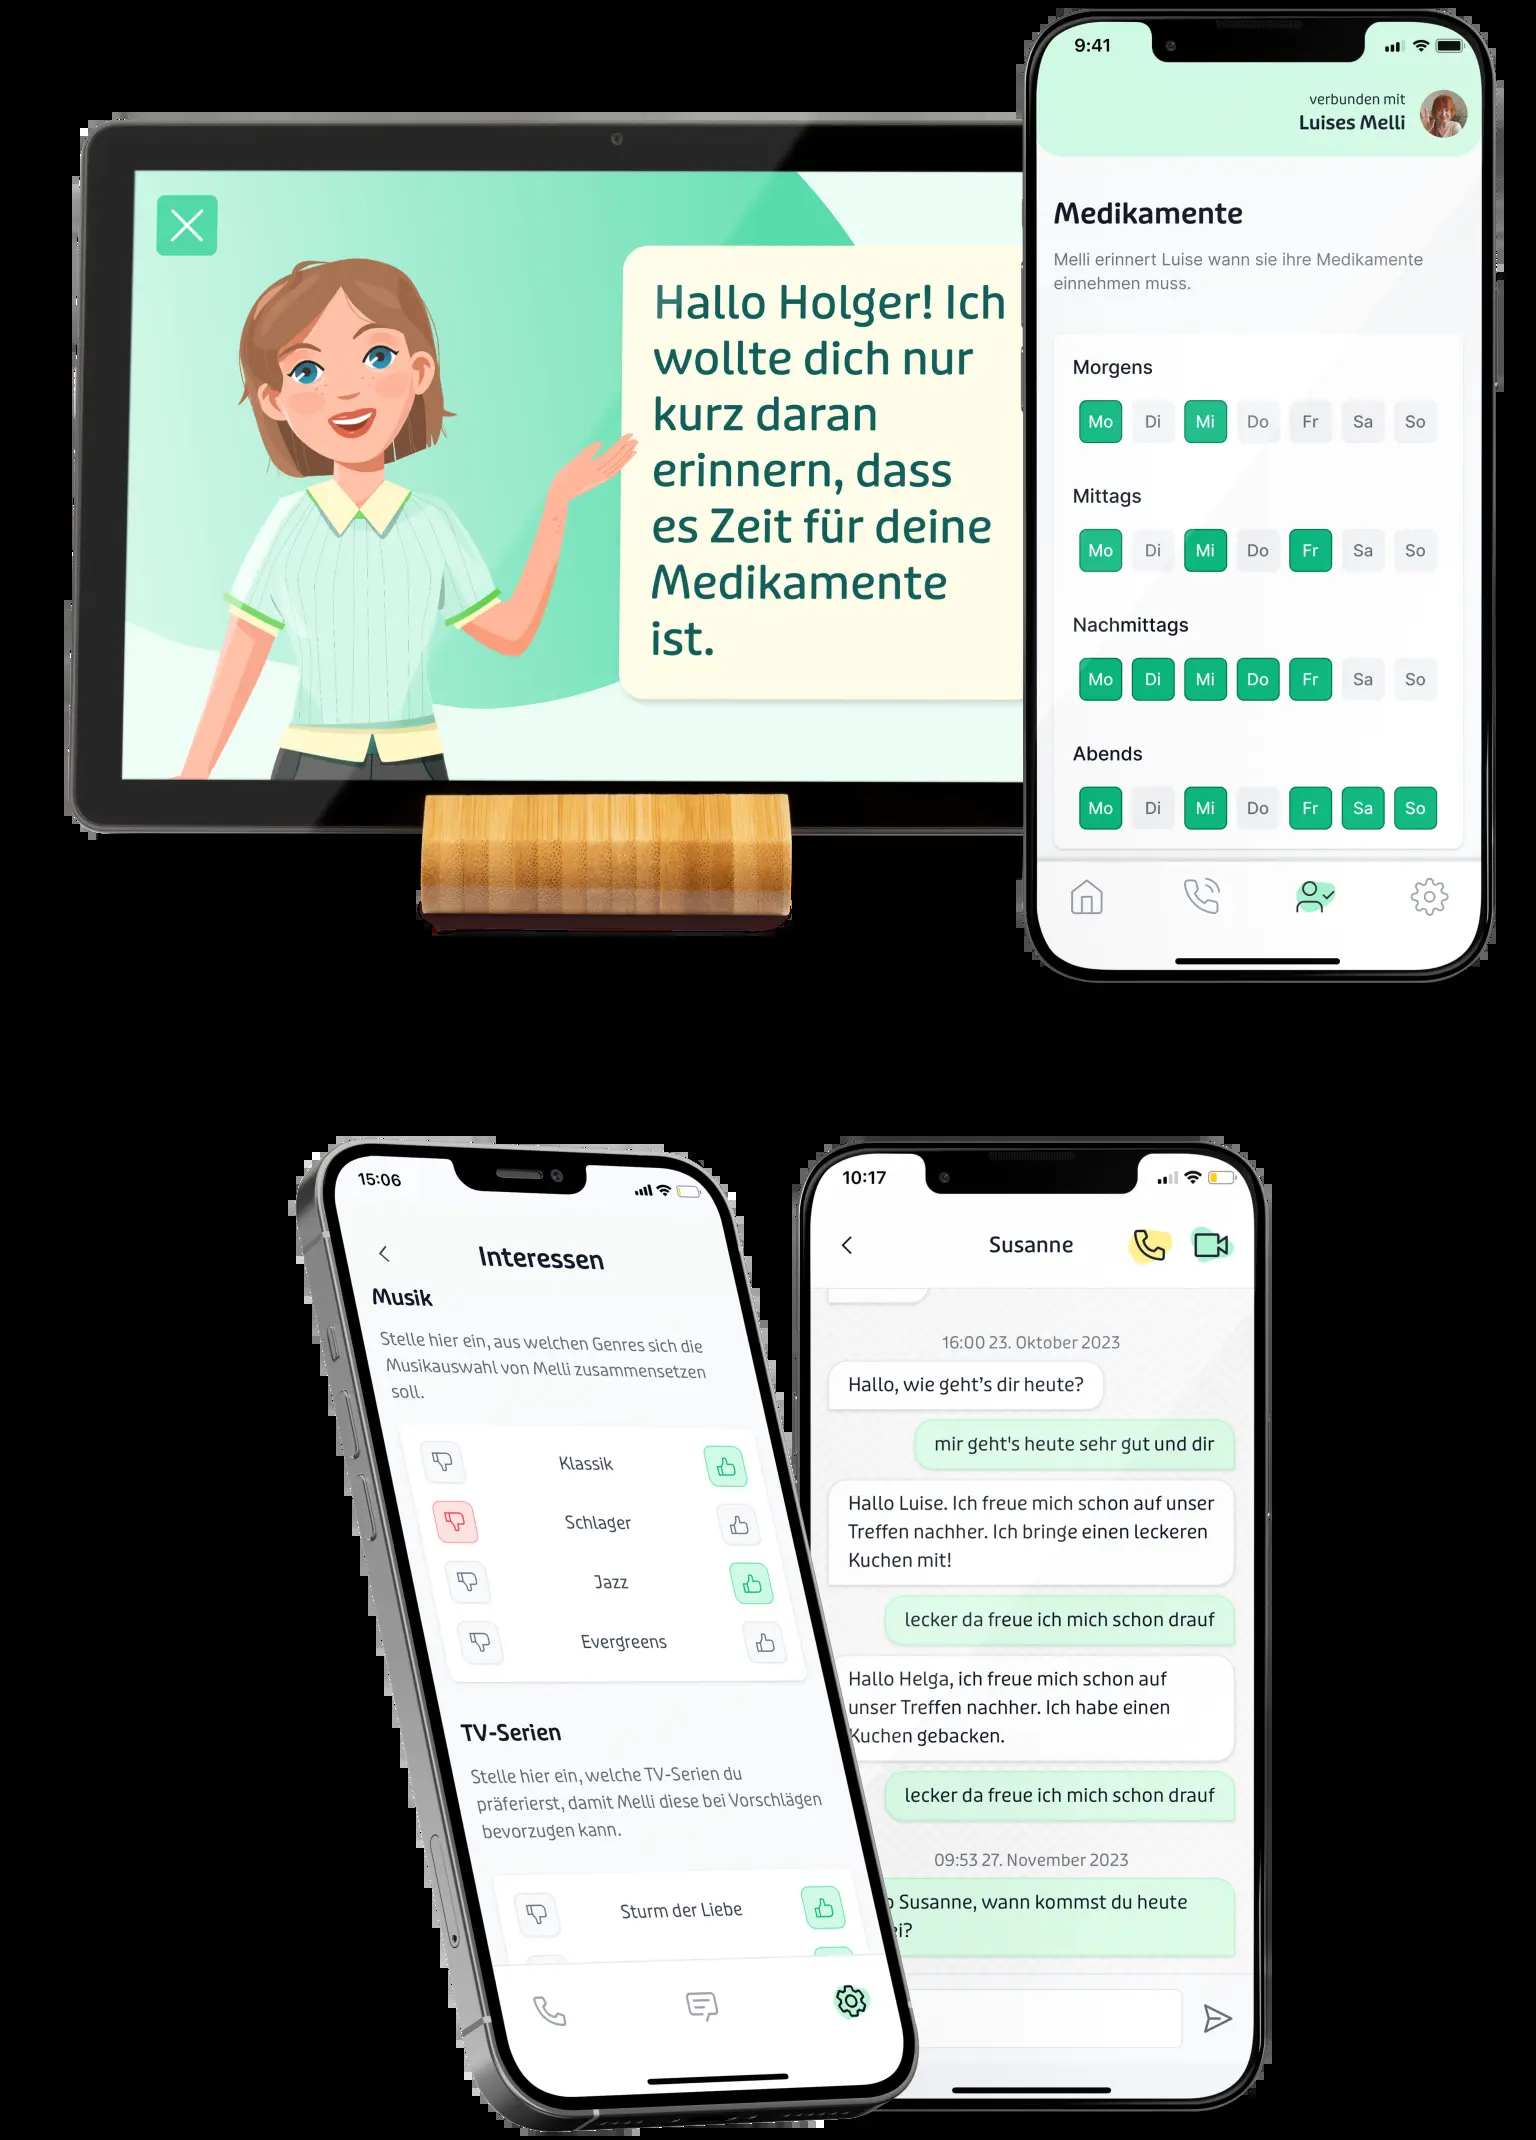 Hallo Holger! Ich
wollte dich nur
kurz daran
erinnern, dass
es Zeit für deine
Medikamente
ist.
9:41
verbunden mit
Luises Melli
Medikamente
Melli erinnert Luise wann sie ihre Medikamente
einnehmen muss.
Morgens
Mo Di Mi Do Fr Sa So
Mittags
Mo Di Mi Do Fr Sa So
Nachmittags
Mo Di Mi Do Fr Sa So
Abends
Mo Di Mi Do Fr Sa So
15:06
Interessen
Musik
Stelle hier ein, aus welchen Genres sich die
Musikauswahl von Melli zusammensetzen
soll.
Klassik
Schlager
Jazz
Evergreens
TV-Serien
Stelle hier ein, welche TV-Serien du
präferierst, damit Melli diese bei Vorschlägen
bevorzugen kann.
Sturm der Liebe
10:17
Susanne
16:00 23. Oktober 2023
Hallo, wie geht's dir heute?
mir geht's heute sehr gut und dir
Hallo Luise. Ich freue mich schon auf unser
Treffen nachher. Ich bringe einen leckeren
Kuchen mit!
lecker da freue ich mich schon drauf
Hallo Helga, ich freue mich schon auf
unser Treffen nachher. Ich habe einen
Kuchen gebacken.
lecker da freue ich mich schon drauf
09:53 27. November 2023
Susanne, wann kommst du heute